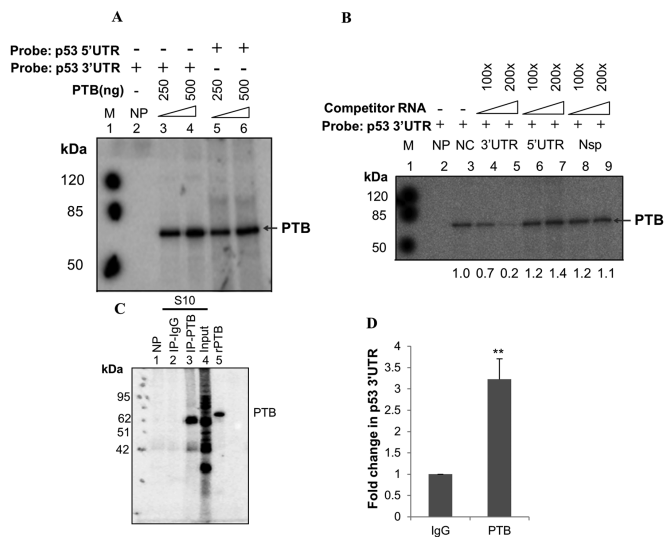 A
Probe: p53 5'UTR - - - + +
Probe: p53 3'UTR + + + - -
PTB(ng) - 250 500 250 500
M NP
1 2 3 4 5 6
kDa
120
85
50
PTB
B
100x 200x 100x 200x 100x 200x
Competitor RNA - -
Probe: p53 3'UTR + + + + + + + +
M NP NC 3'UTR 5'UTR Nsp
1 2 3 4 5 6 7 8 9
kDa
120
85
50
PTB
1.0 0.7 0.2 1.2 1.4 1.2 1.1
C
S10
NP IP-IgG IP-PTB Input rPTB
1 2 3 4 5
kDa
95
62
51
42
PTB
D
Fold change in p53 3'UTR
4
3.5
3
2.5
2
1.5
1
0.5
0
**
IgG PTB